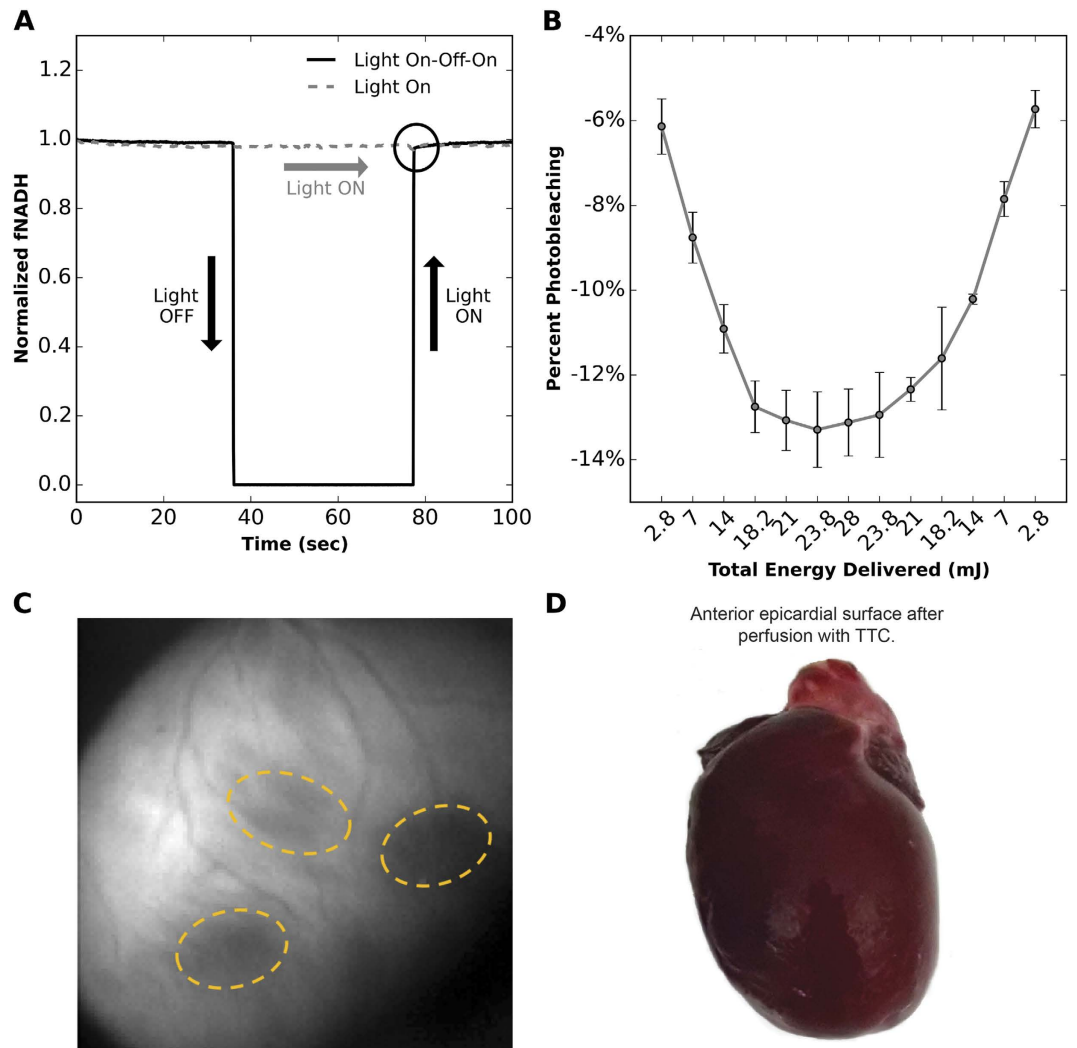 A
Light On-Off-On
Light On
Normalized fNADH
1.2
1.0
0.8
0.6
0.4
0.2
0.0
Light ON
Light
OFF
Light
ON
0 20 40 60 80 100
Time (sec)
B
Percent Photobleaching
-4%
-6%
-8%
-10%
-12%
-14%
2.8 7 14 18.2 21 23.8 28 23.8 21 18.2 14 7 2.8
Total Energy Delivered (mJ)
C
D
Anterior epicardial surface after
perfusion with TTC.